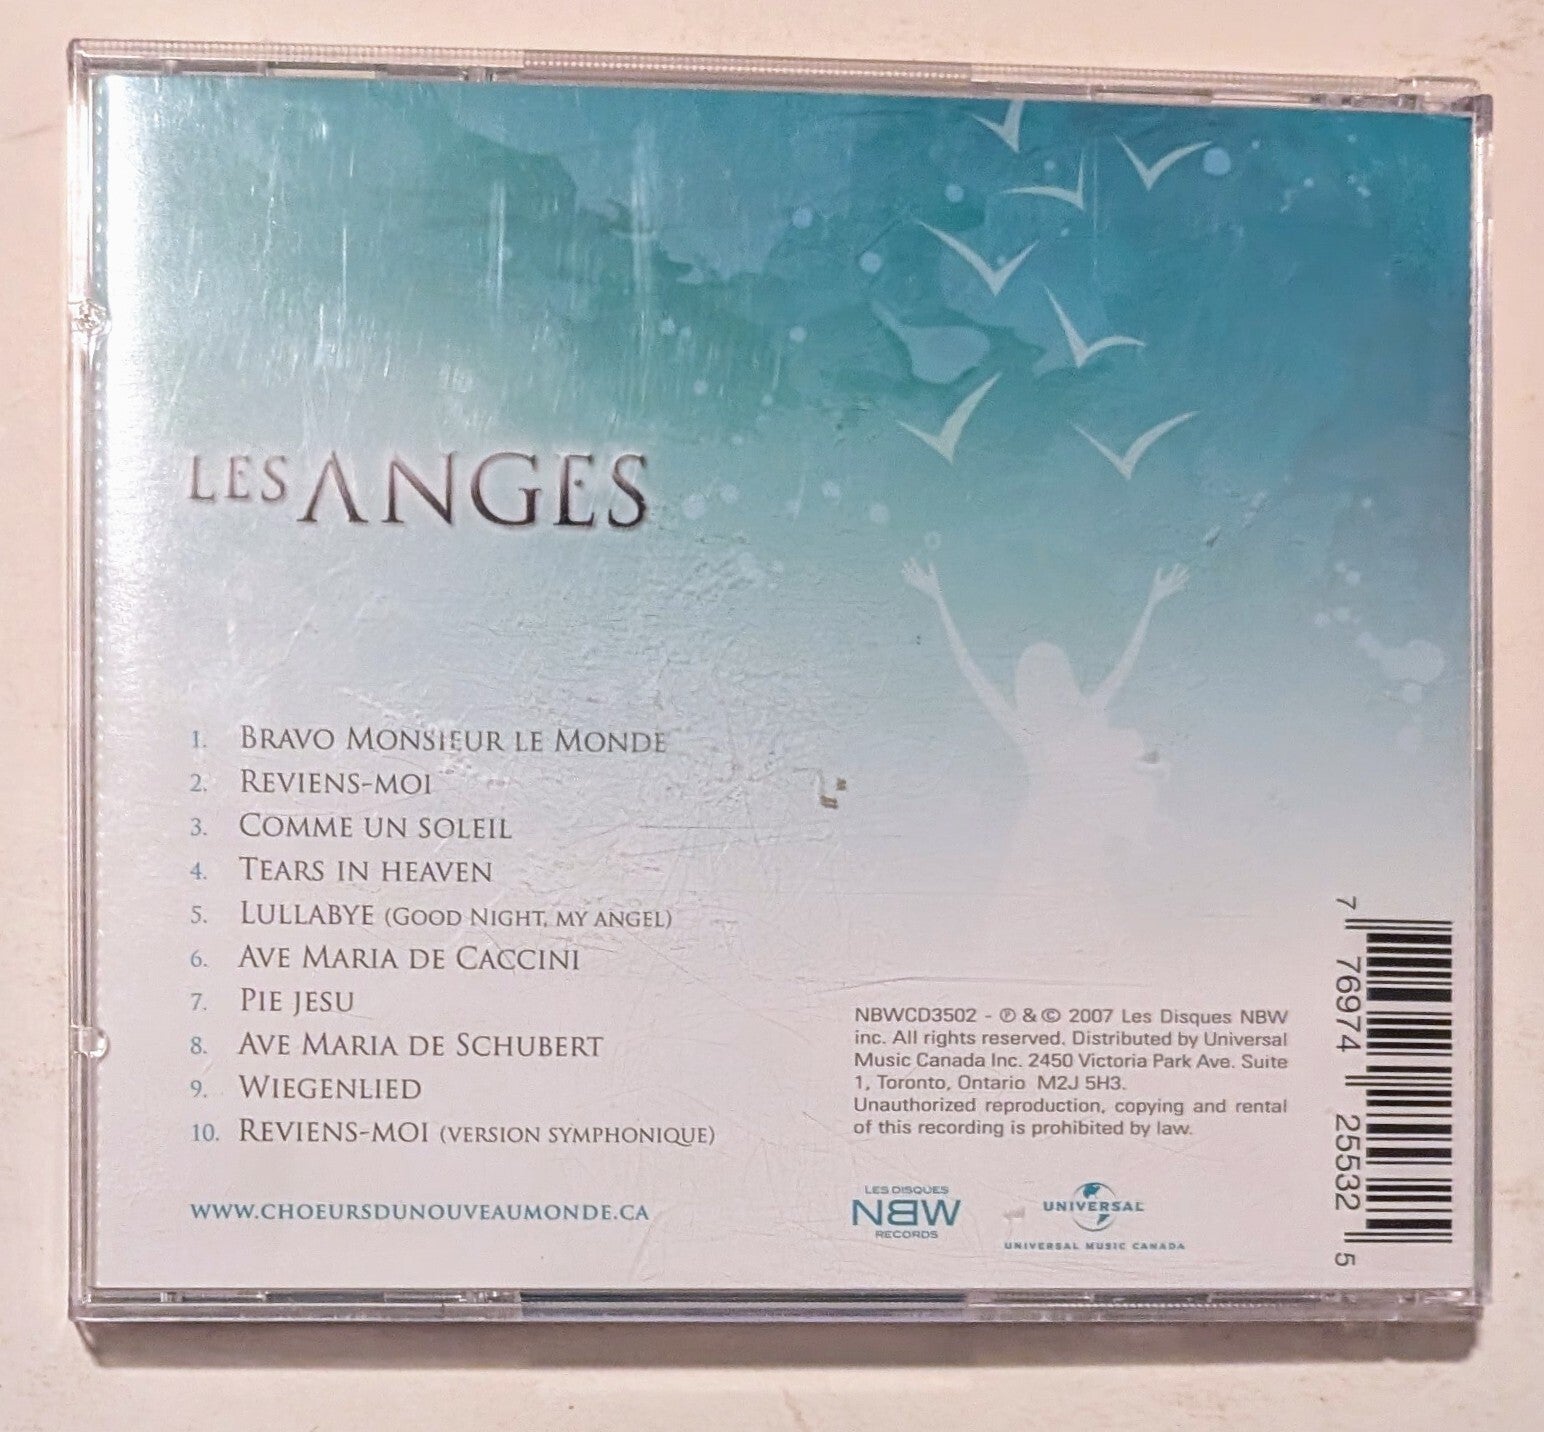 LES ANGES
1. BRAVO MONSIEUR LE MONDE
2. REVIENS-MOI
3. COMME UN SOLEIL
4. TEARS IN HEAVEN
5. LULLABYE (GOOD NIGHT, MY ANGEL)
6. AVE MARIA DE CACCINI
7. PIE JESU
8. AVE MARIA DE SCHUBERT
9. WIEGENLIED
10. REVIENS-MOI (VERSION SYMPHONIQUE)
WWW.CHOEURSDUNOUVEAUMONDE.CA
NBWCD3502 - ℗ & © 2007 Les Disques NBW
inc. All rights reserved. Distributed by Universal
Music Canada Inc. 2450 Victoria Park Ave. Suite
1, Toronto, Ontario M2J 5H3.
Unauthorized reproduction, copying and rental
of this recording is prohibited by law.
LES DISQUES
NBW
RECORDS
UNIVERSAL
UNIVERSAL MUSIC CANADA
7 76974 25532 5